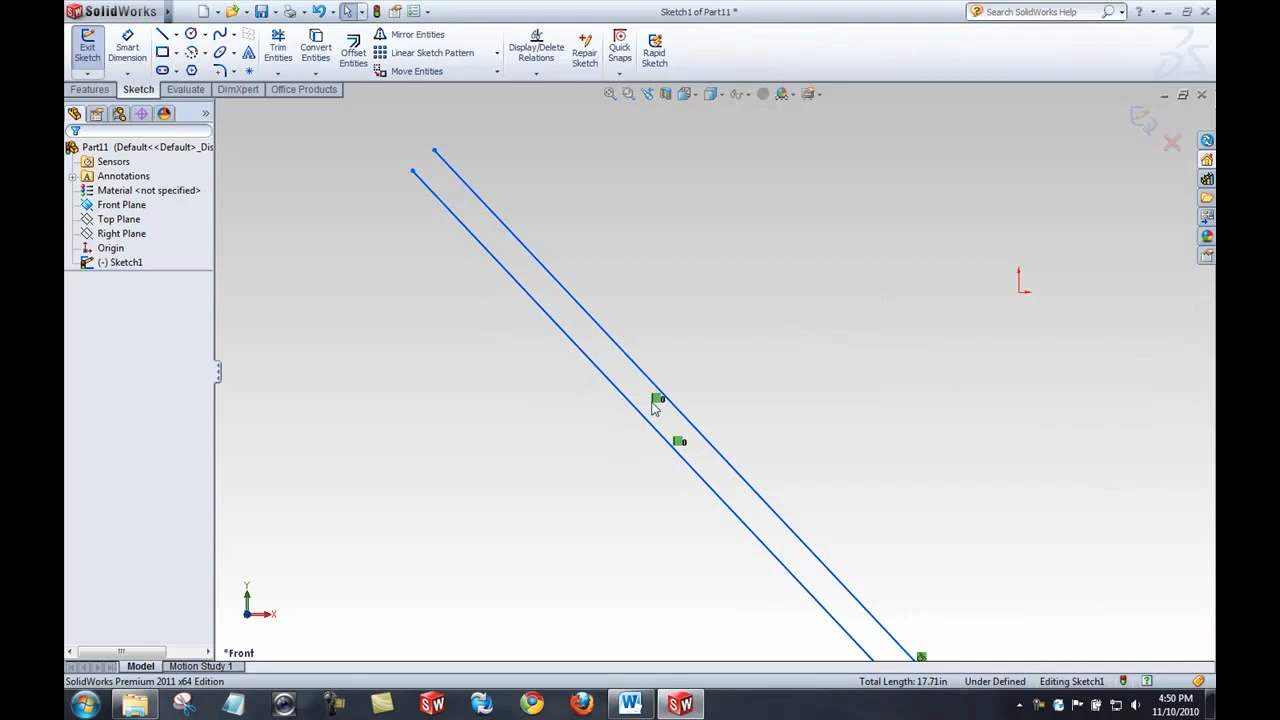 SolidWorks
Sketch1 of Part11 *
Search SolidWorks Help
Exit Sketch
Smart Dimension
Trim Entities
Convert Entities
Offset Entities
Mirror Entities
Linear Sketch Pattern
Move Entities
Display/Delete Relations
Repair Sketch
Quick Snaps
Rapid Sketch
Features
Sketch
Evaluate
DimXpert
Office Products
Part11 (Default<<Default>_Dis
Sensors
Annotations
Material <not specified>
Front Plane
Top Plane
Right Plane
Origin
(-) Sketch1
0
0
Y
X
*Front
Model
Motion Study 1
SolidWorks Premium 2011 x64 Edition
Total Length: 17.71in
Under Defined
Editing Sketch1
4:50 PM
11/10/2010